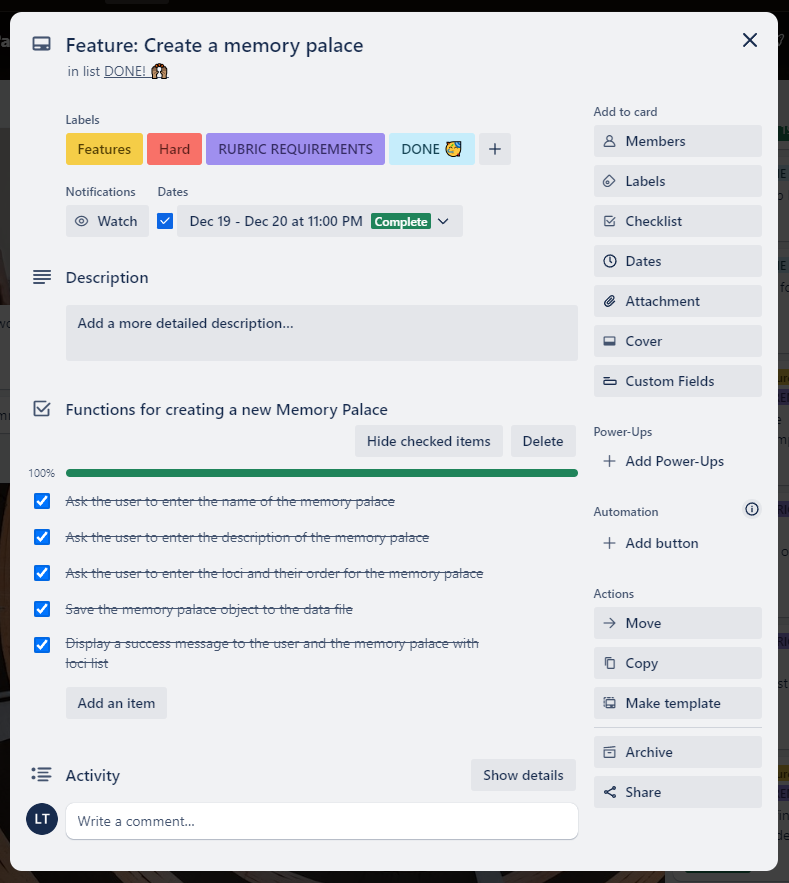 Feature: Create a memory palace
in list DONE!
Labels
Features
Hard
RUBRIC REQUIREMENTS
DONE 🥳
Notifications
Dates
Watch
Dec 19 - Dec 20 at 11:00 PM Complete
Description
Add a more detailed description...
Functions for creating a new Memory Palace
Hide checked items
Delete
100%
Ask the user to enter the name of the memory palace
Ask the user to enter the description of the memory palace
Ask the user to enter the loci and their order for the memory palace
Save the memory palace object to the data file
Display a success message to the user and the memory palace with
loci list
Add an item
Activity
Show details
LT
Write a comment...
Add to card
Members
Labels
Checklist
Dates
Attachment
Cover
Custom Fields
Power-Ups
Add Power-Ups
Automation
Add button
Actions
Move
Copy
Make template
Archive
Share